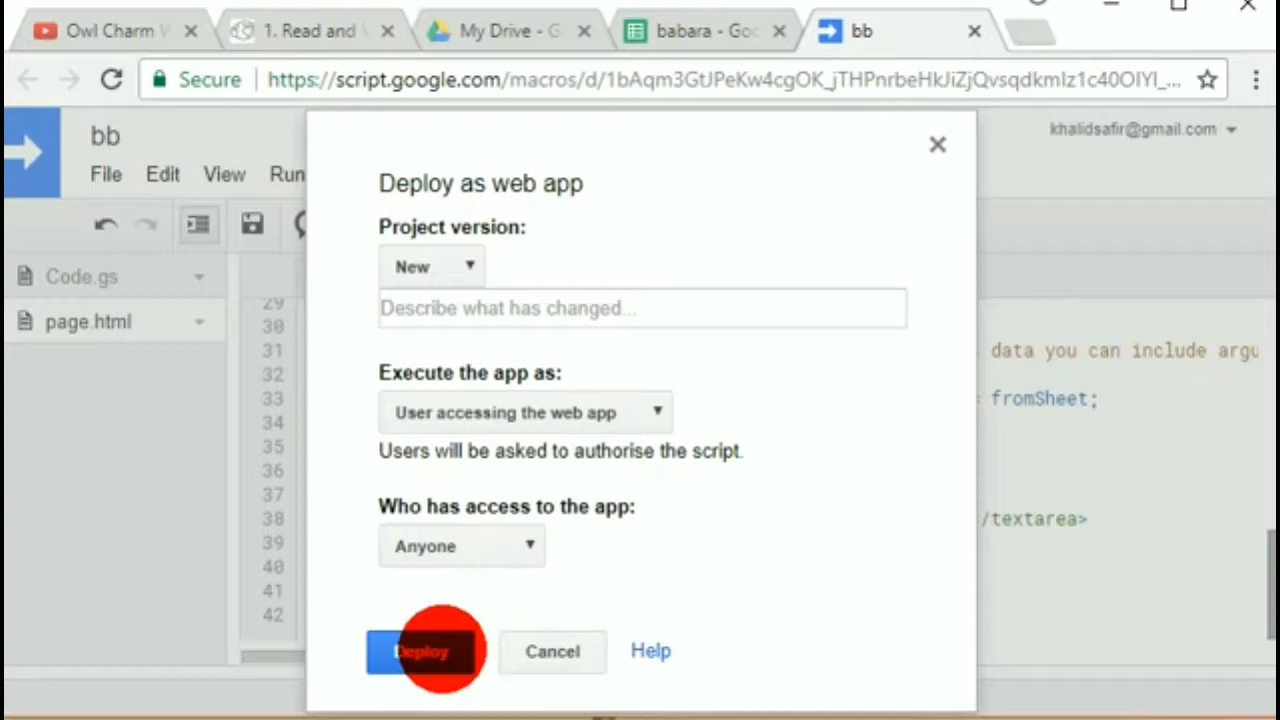 Owl Charm
1. Read and
My Drive - G
babara - Goo
bb
Secure
https://script.google.com/macros/d/1bAqm3GtJPeKw4cgOK_jTHPnrbeHkJiZjQvsqdkmIz1c40OIYI_...
bb
khalidsafir@gmail.com
File Edit View Run
Deploy as web app
Project version:
New
Describe what has changed...
Code.gs
page.html
29
30
31
32
33
34
35
36
37
38
39
40
41
42
data you can include argu
fromSheet;
/textarea>
Execute the app as:
User accessing the web app
Users will be asked to authorise the script.
Who has access to the app:
Anyone
Deploy
Cancel
Help